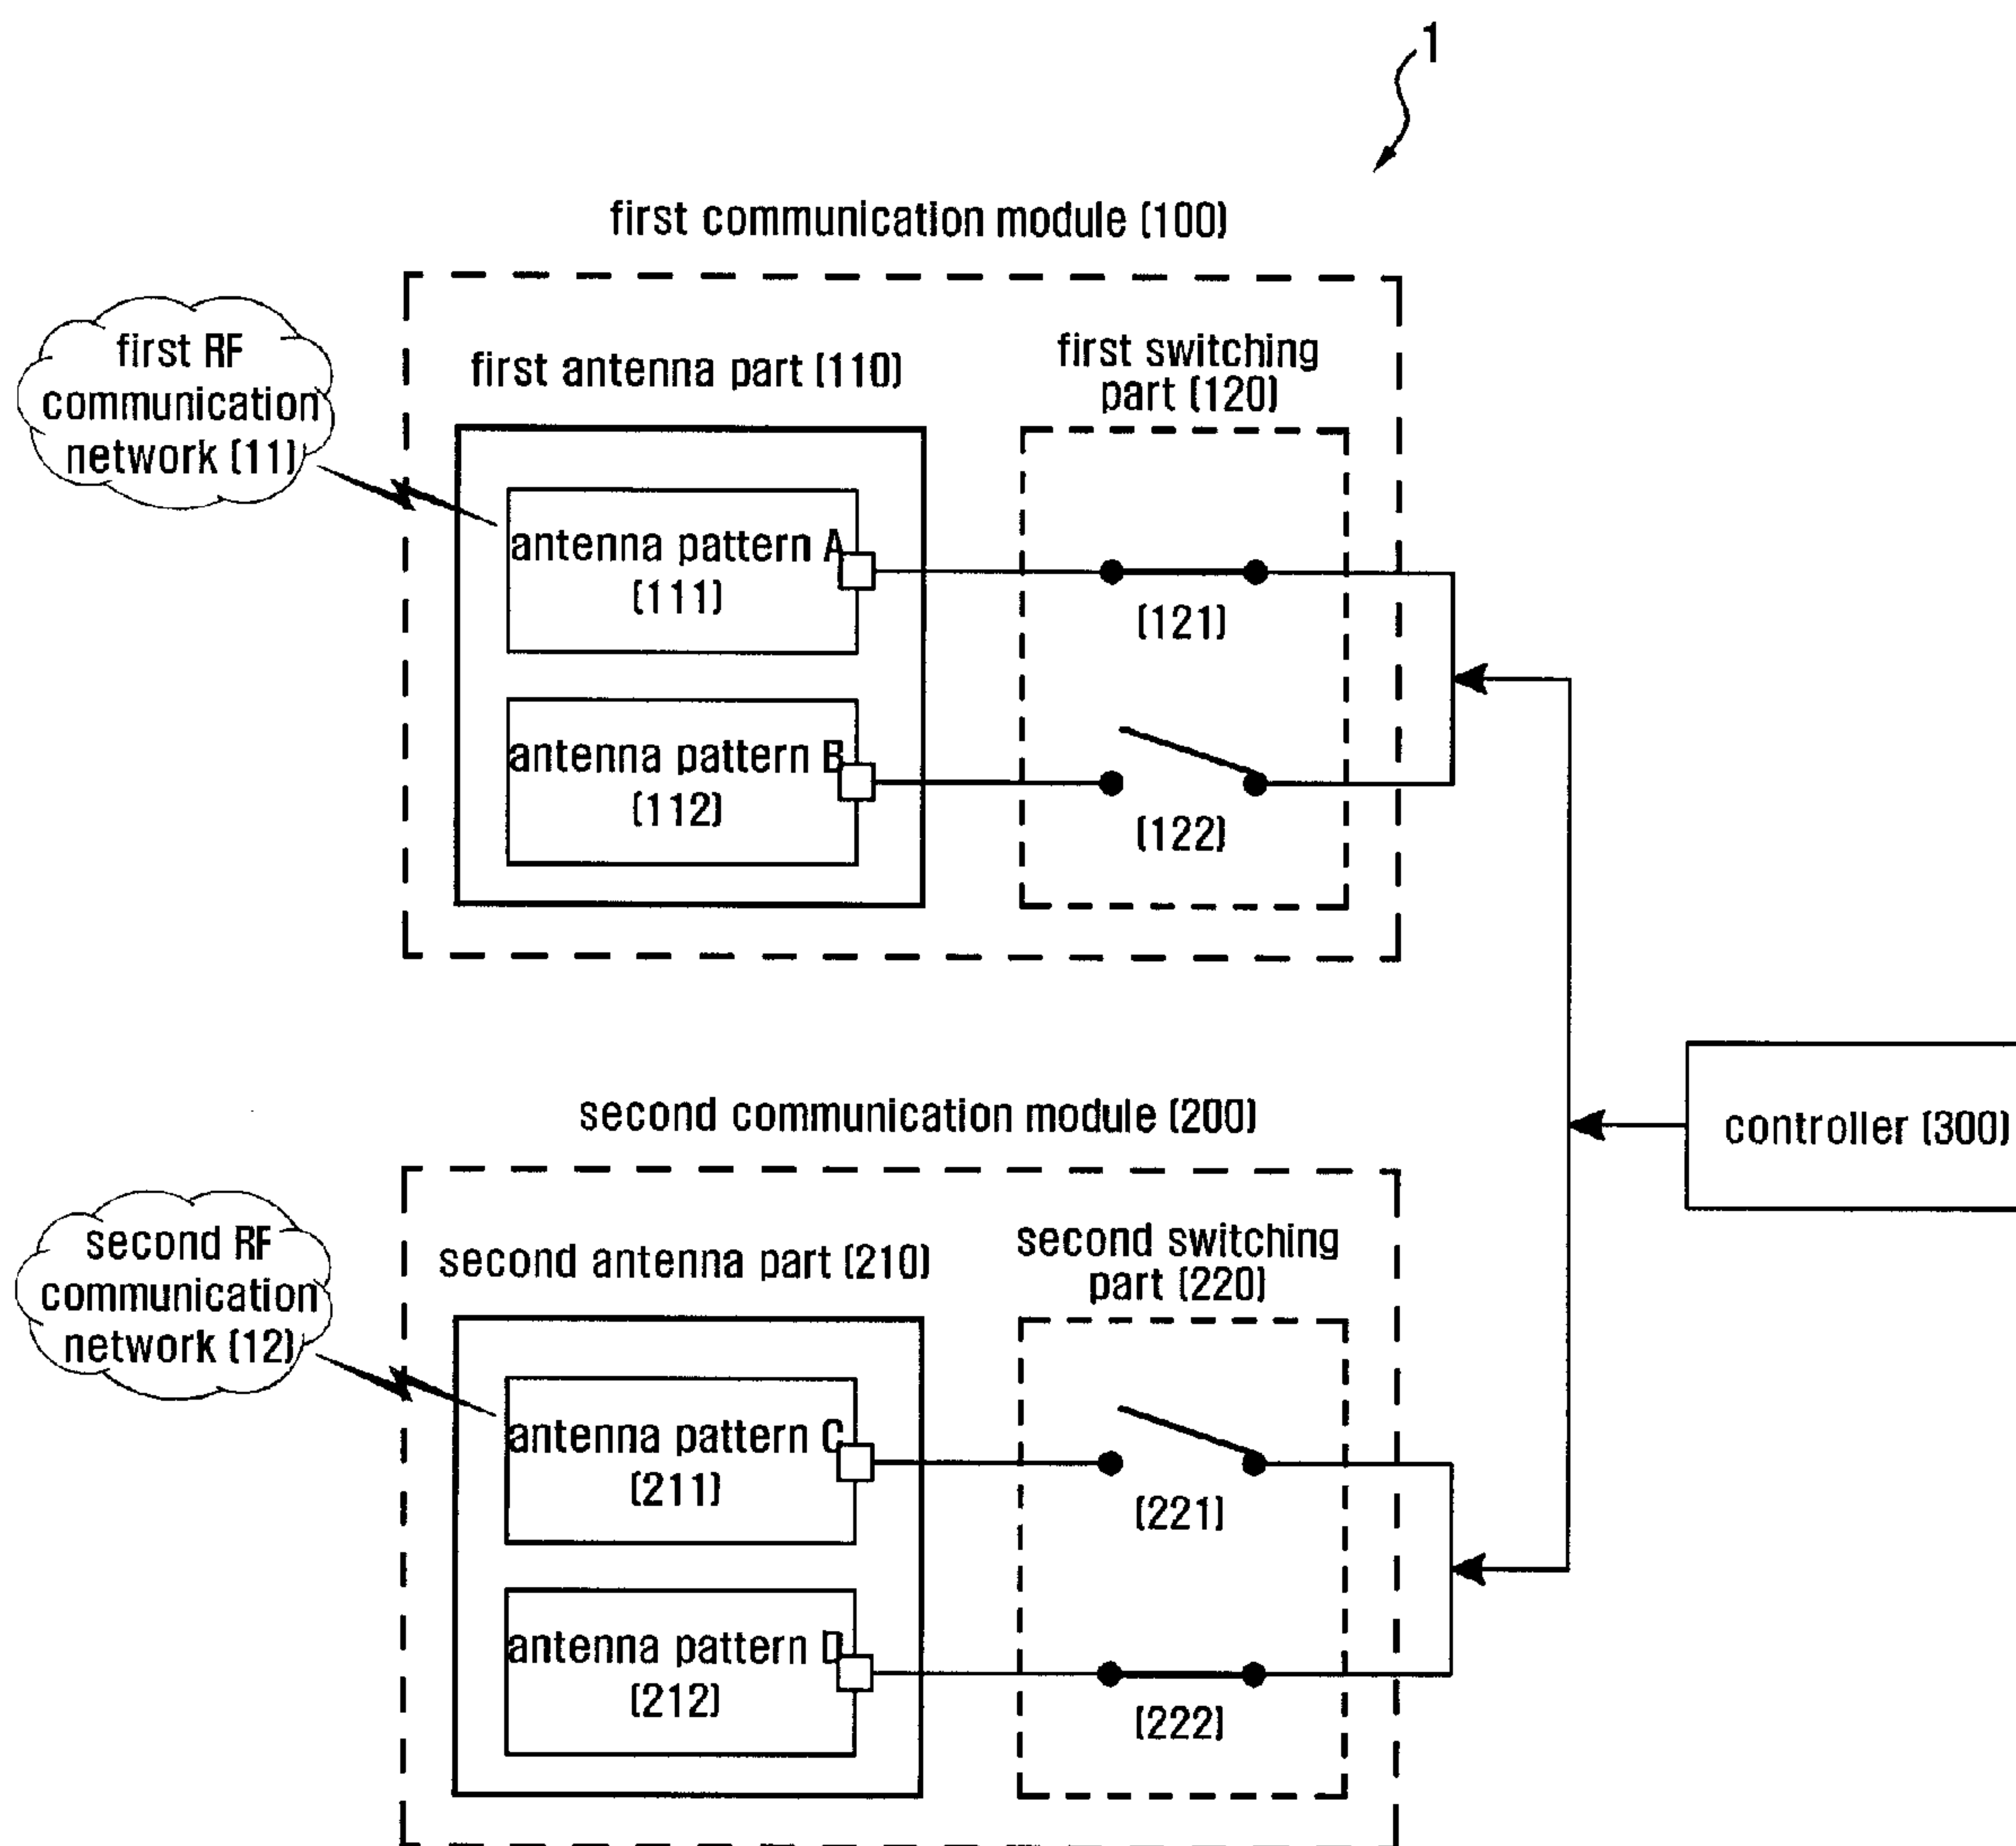 1
first communication module (100)
first RF
communication
network (11)
first antenna part (110)
first switching
part (120)
antenna pattern A
(111)
(121)
antenna pattern B
(112)
(122)
controller (300)
second communication module (200)
second RF
communication
network (12)
second antenna part (210)
second switching
part (220)
antenna pattern C
(211)
(221)
antenna pattern D
(212)
(222)